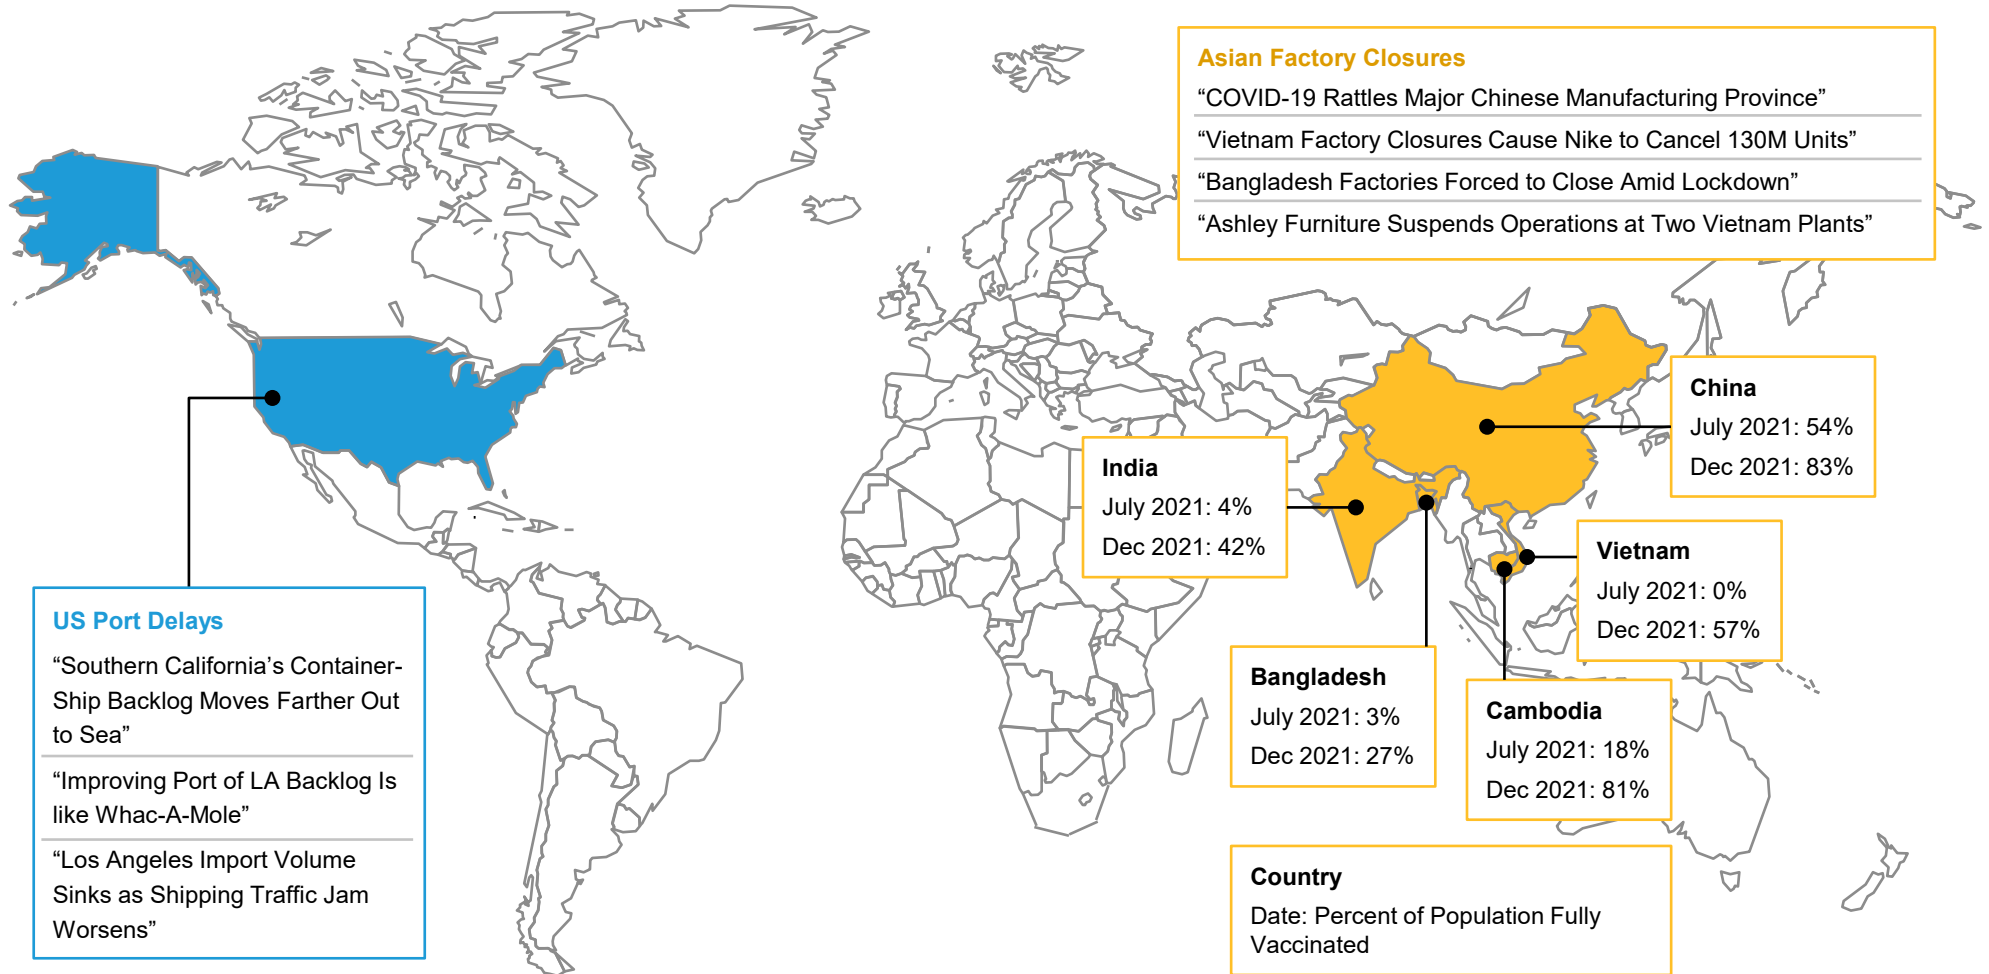 Asian Factory Closures
“COVID-19 Rattles Major Chinese Manufacturing Province”
“Vietnam Factory Closures Cause Nike to Cancel 130M Units”
“Bangladesh Factories Forced to Close Amid Lockdown”
“Ashley Furniture Suspends Operations at Two Vietnam Plants”
China
July 2021: 54%
Dec 2021: 83%
India
July 2021: 4%
Dec 2021: 42%
Vietnam
July 2021: 0%
Dec 2021: 57%
US Port Delays
“Southern California’s Container-
Ship Backlog Moves Farther Out
to Sea”
“Improving Port of LA Backlog Is
like Whac-A-Mole”
“Los Angeles Import Volume
Sinks as Shipping Traffic Jam
Worsens”
Bangladesh
July 2021: 3%
Dec 2021: 27%
Cambodia
July 2021: 18%
Dec 2021: 81%
Country
Date: Percent of Population Fully
Vaccinated